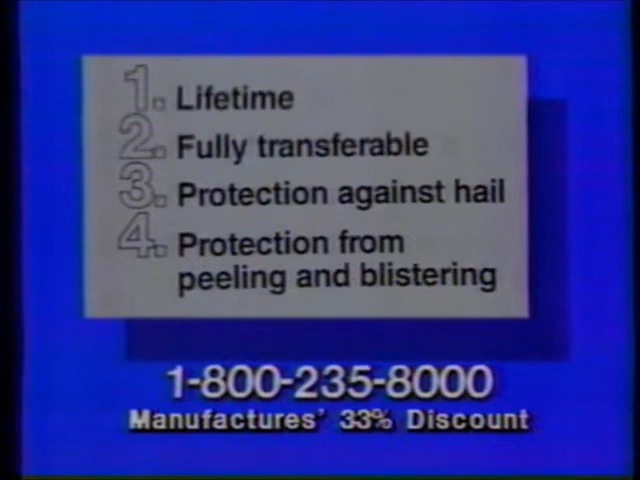 1. Lifetime
2. Fully transferable
3. Protection against hail
4. Protection from
peeling and blistering
1-800-235-8000
Manufactures' 33% Discount